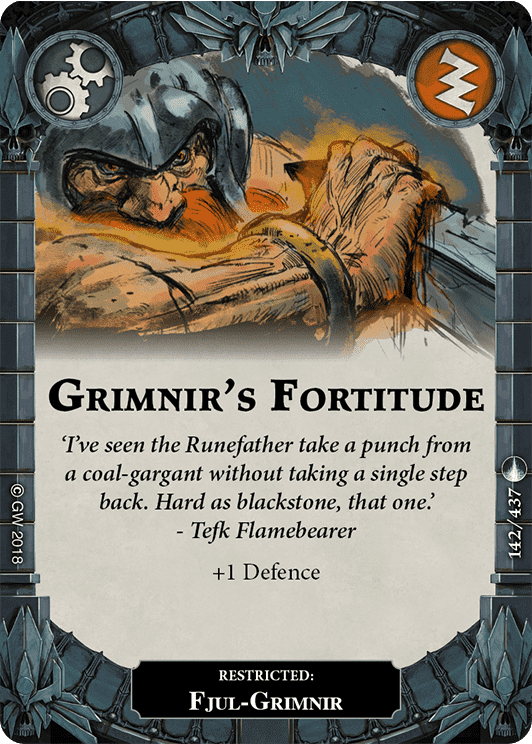 Grimnir's Fortitude
'I've seen the Runefather take a punch from
a coal-gargant without taking a single step
back. Hard as blackstone, that one.'
- Tefk Flamebearer
+1 Defence
© GW 2018
142/437
RESTRICTED:
Fjul-Grimnir